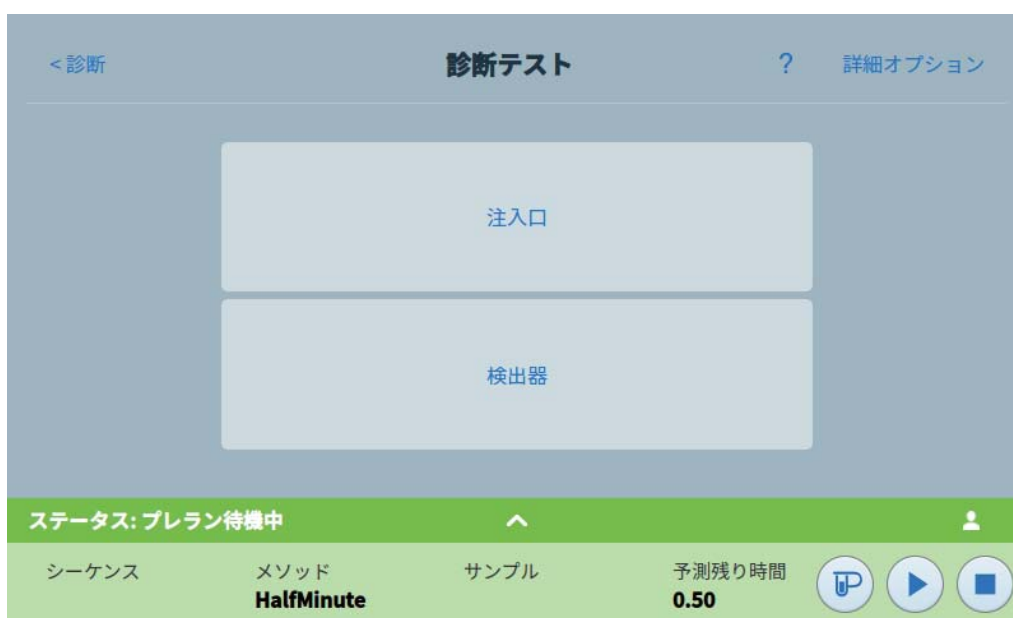 <診断
診断テスト
?
詳細オプション
注入口
検出器
ステータス: プレラン待機中
シーケンス
メソッド
サンプル
予測残り時間
HalfMinute
0.50